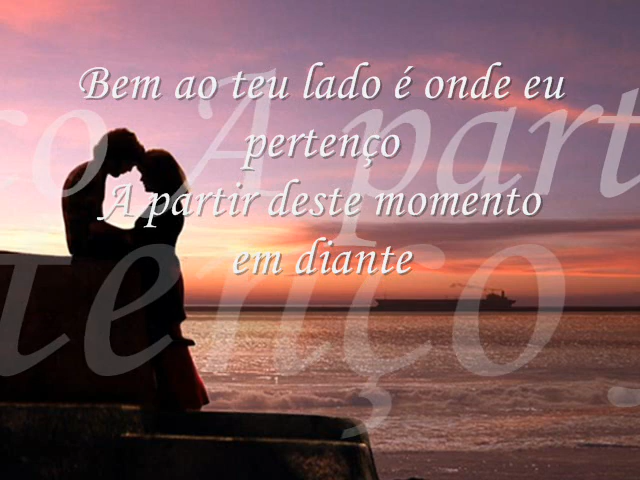 Bem ao teu lado é onde eu
pertenço
A partir deste momento
em diante